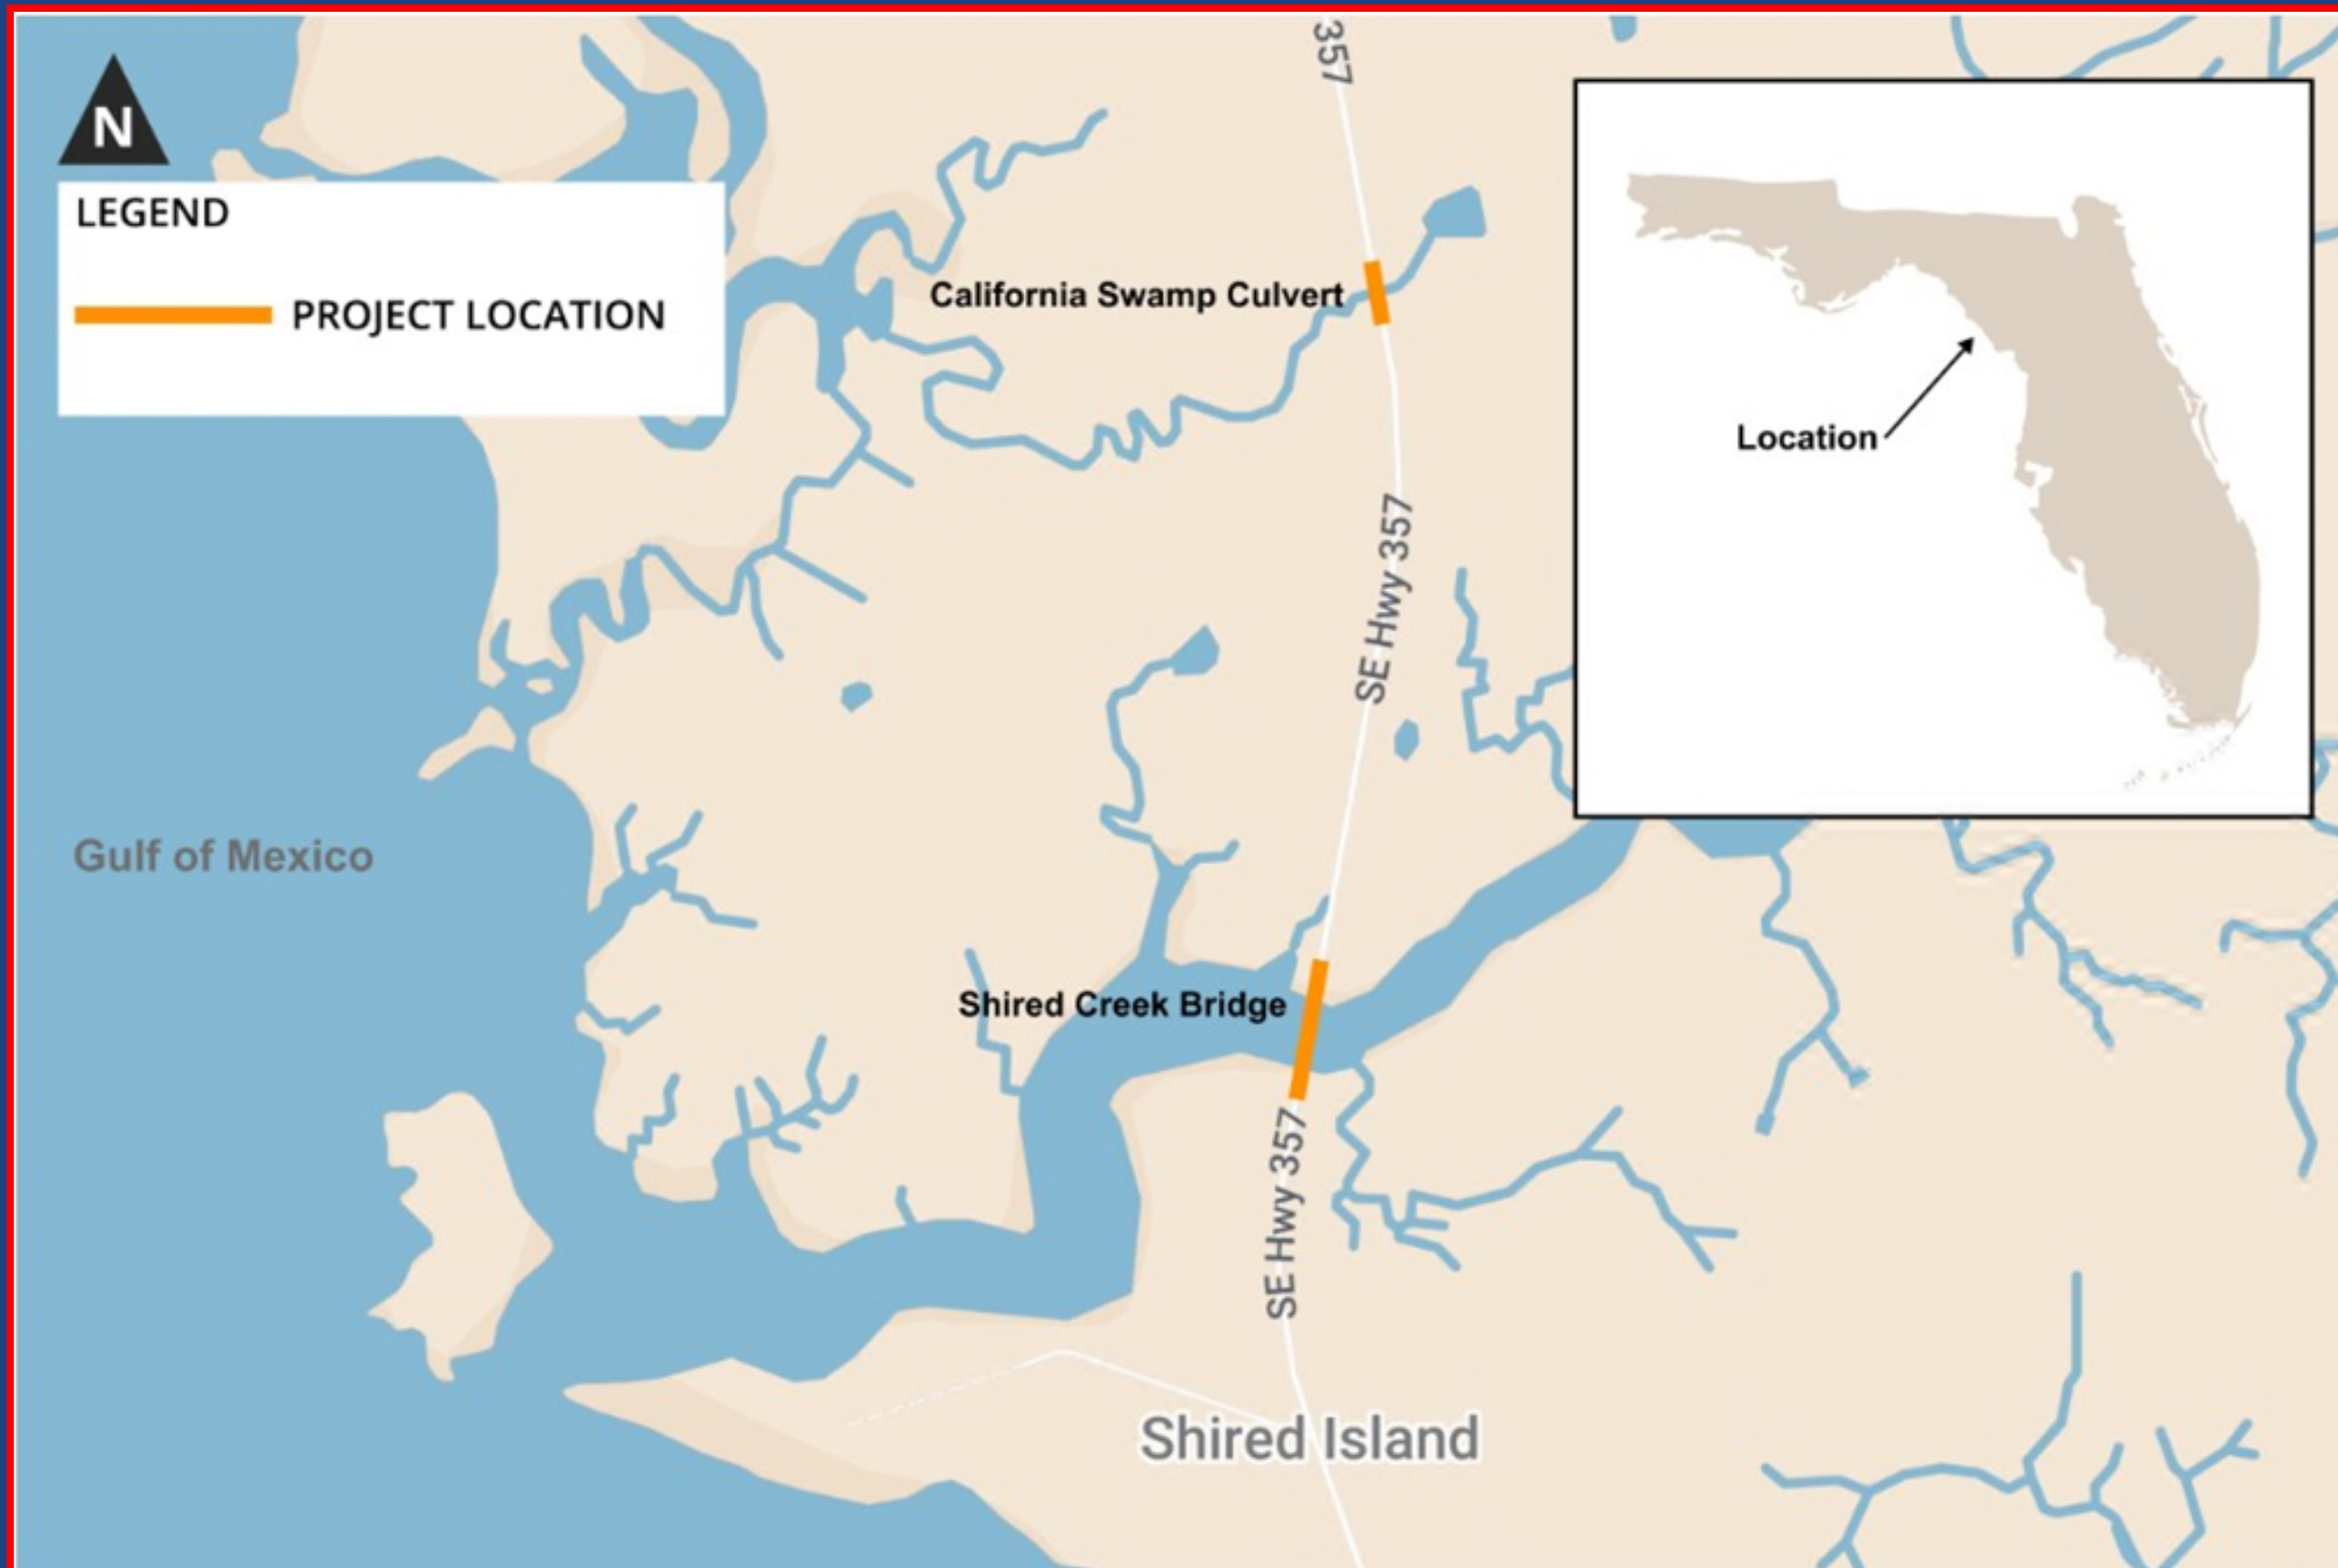 357
N
LEGEND
PROJECT LOCATION
California Swamp Culvert
Location
SE Hwy 357
Gulf of Mexico
Shired Creek Bridge
SE Hwy 357
Shired Island